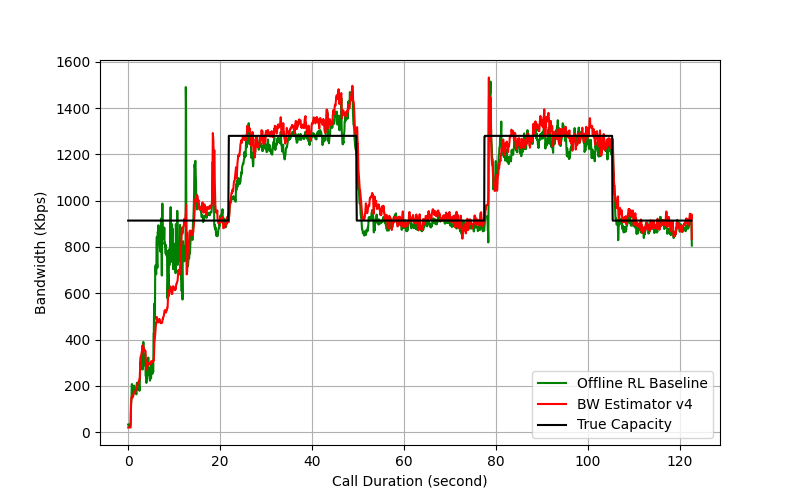 1600
1400
1200
1000
800
600
400
200
0
Bandwidth (Kbps)
0 20 40 60 80 100 120
Call Duration (second)
Offline RL Baseline
BW Estimator v4
True Capacity